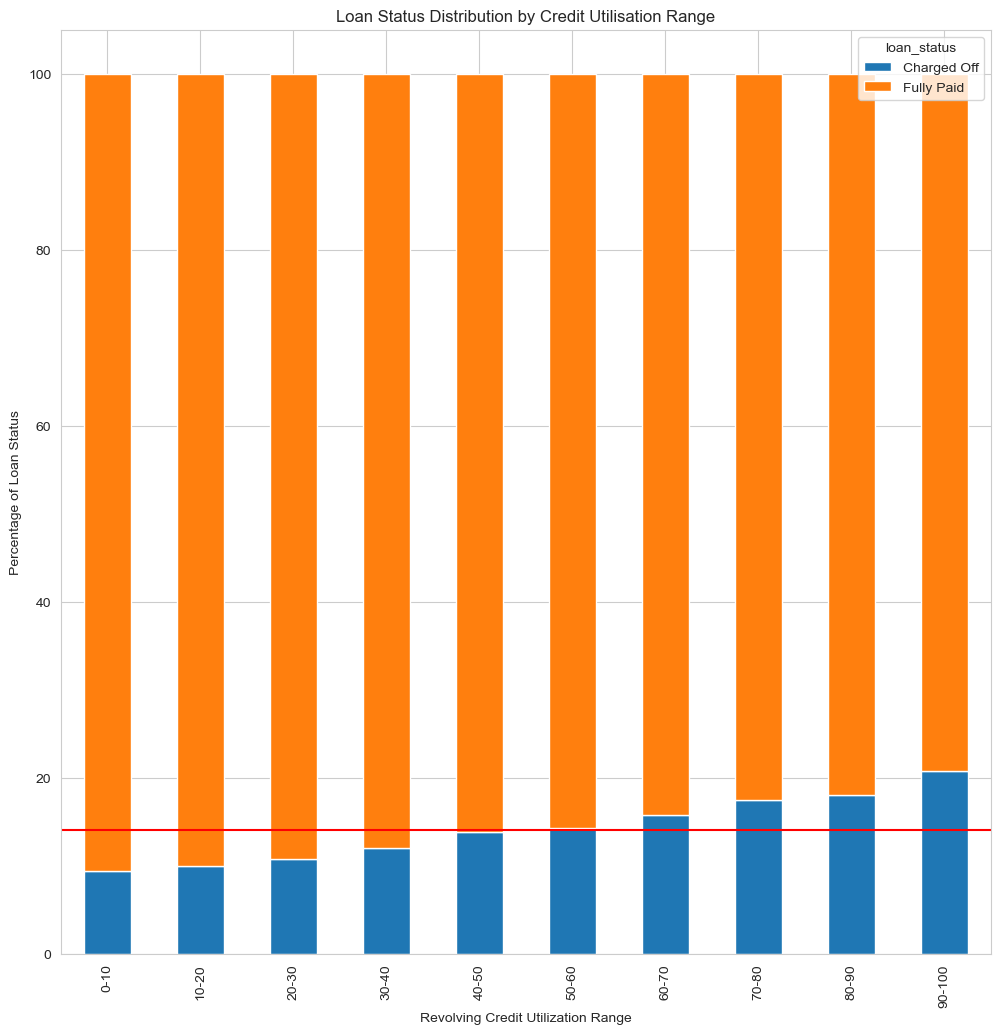 Loan Status Distribution by Credit Utilisation Range
loan_status
Charged Off
Fully Paid
Percentage of Loan Status
100
80
60
40
20
0
0-10
10-20
20-30
30-40
40-50
50-60
60-70
70-80
80-90
90-100
Revolving Credit Utilization Range